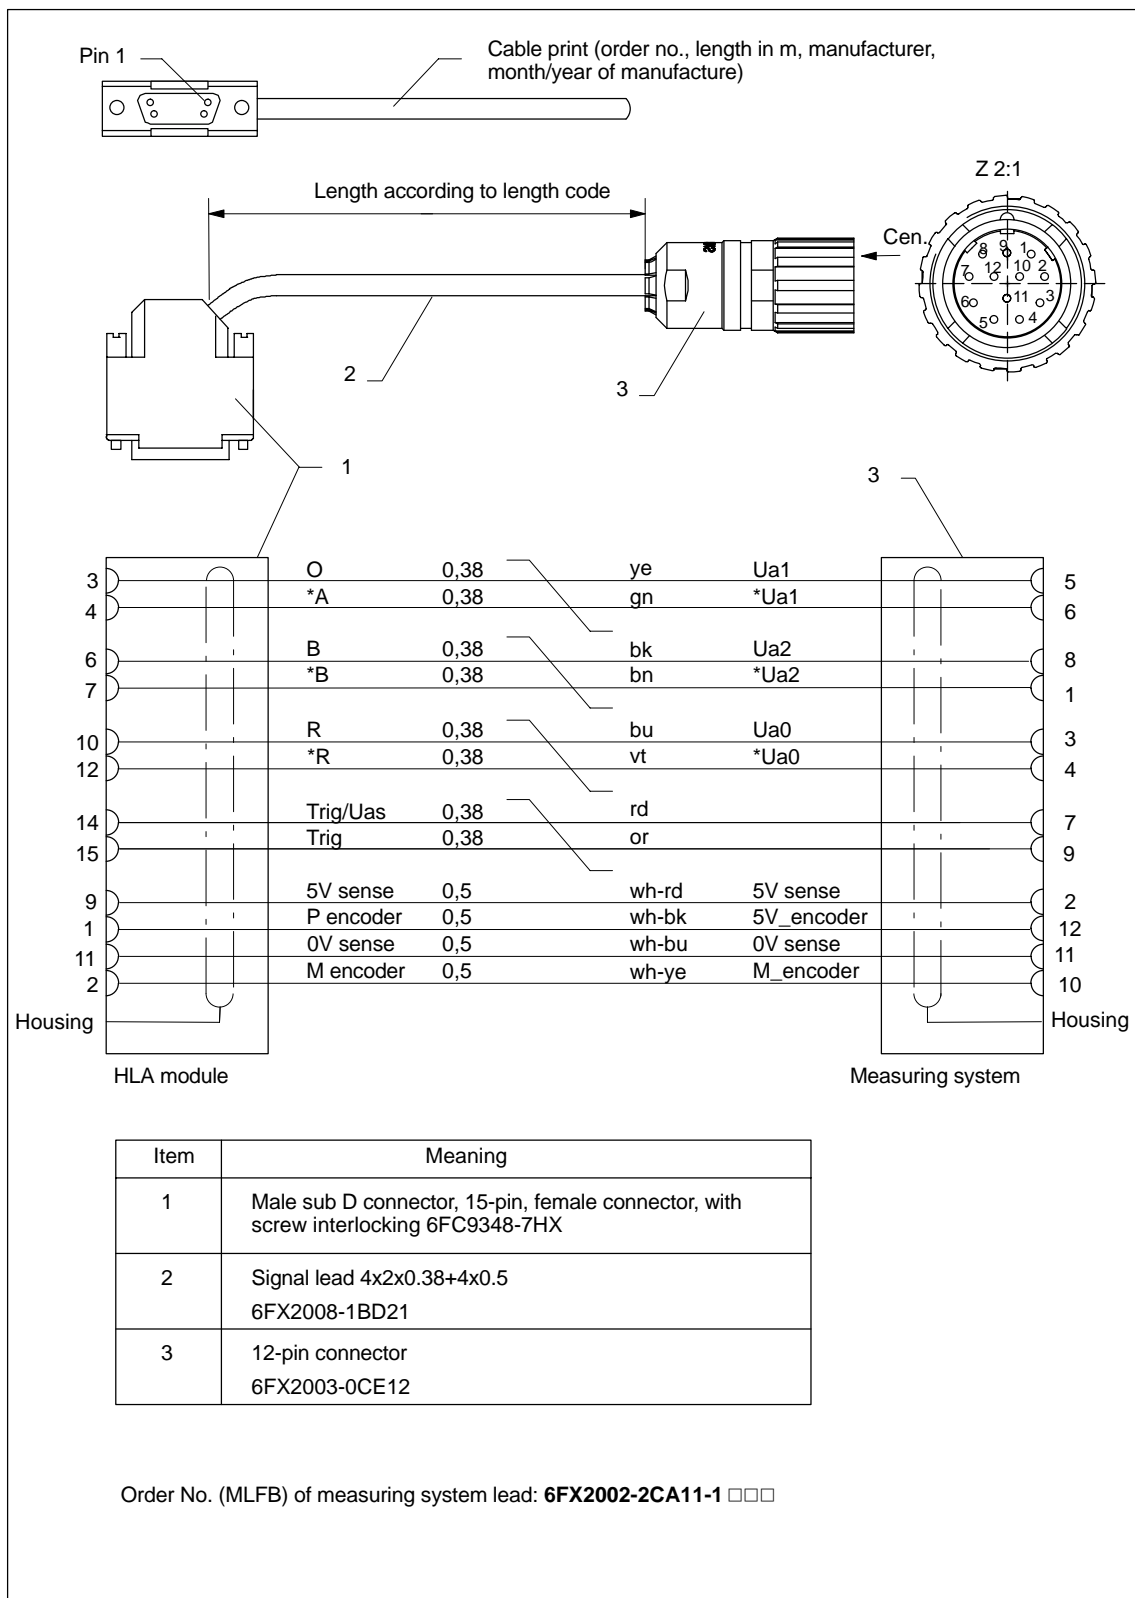 Pin 1
Cable print (order no., length in m, manufacturer,
month/year of manufacture)
Z 2:1
Length according to length code
Cen.
8 9 1
7 12 10 2
6 11 3
5 4
2
3
1
3
3 O 0,38 ye Ua1 5
4 *A 0,38 gn *Ua1 6
6 B 0,38 bk Ua2 8
7 *B 0,38 bn *Ua2 1
10 R 0,38 bu Ua0 3
12 *R 0,38 vt *Ua0 4
14 Trig/Uas 0,38 rd 7
15 Trig 0,38 or 9
9 5V sense 0,5 wh-rd 5V sense 2
1 P encoder 0,5 wh-bk 5V_encoder 12
11 0V sense 0,5 wh-bu 0V sense 11
2 M encoder 0,5 wh-ye M_encoder 10
Housing Housing
HLA module Measuring system
Item Meaning
1 Male sub D connector, 15-pin, female connector, with
screw interlocking 6FC9348-7HX
2 Signal lead 4x2x0.38+4x0.5
6FX2008-1BD21
3 12-pin connector
6FX2003-0CE12
Order No. (MLFB) of measuring system lead: 6FX2002-2CA11-1 □□□